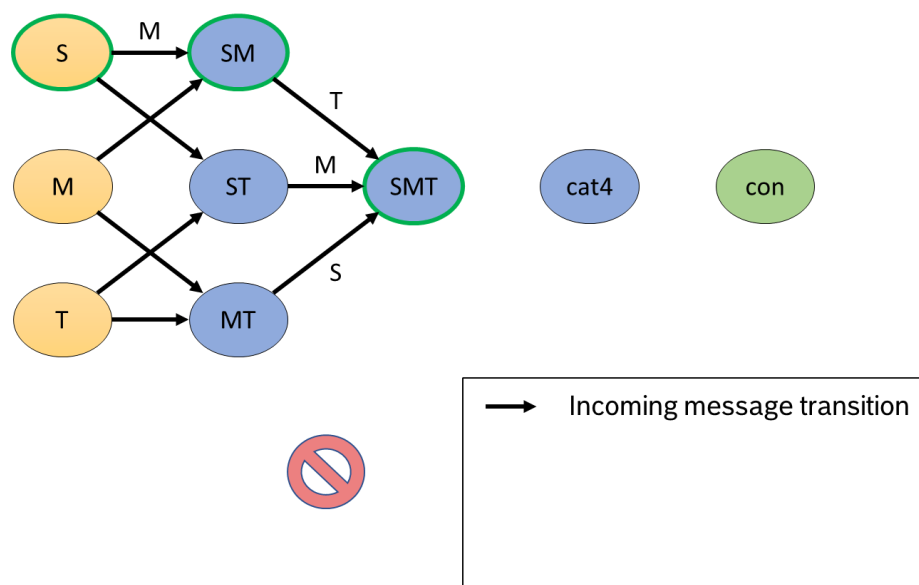 S
M
SM
T
M
ST
M
SMT
cat4
con
S
T
MT
Incoming message transition